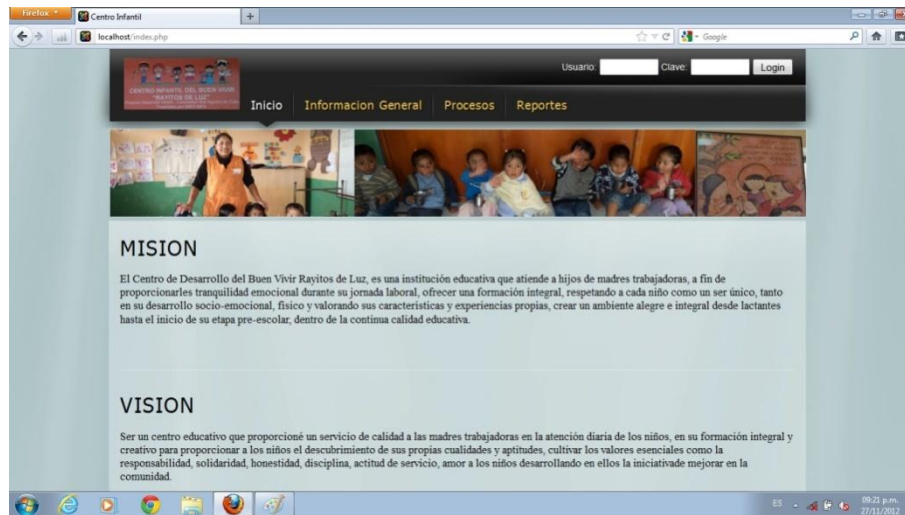 Firefox
Centro Infantil
localhost/index.php
Google
Usuario:
Clave:
Login
CENTRO INFANTIL DEL BUEN VIVIR
"RAYITOS DE LUZ"
Inicio
Informacion General
Procesos
Reportes
MISION
El Centro de Desarrollo del Buen Vivir Rayitos de Luz, es una institución educativa que atiende a hijos de madres trabajadoras, a fin de
proporcionarles tranquilidad emocional durante su jornada laboral, ofrecer una formación integral, respetando a cada niño como un ser único, tanto
en su desarrollo socio-emocional, físico y valorando sus características y experiencias propias, crear un ambiente alegre e integral desde lactantes
hasta el inicio de su etapa pre-escolar, dentro de la continua calidad educativa.
VISION
Ser un centro educativo que proporcioné un servicio de calidad a las madres trabajadoras en la atención diaria de los niños, en su formación integral y
creativo para proporcionar a los niños el descubrimiento de sus propias cualidades y aptitudes, cultivar los valores esenciales como la
responsabilidad, solidaridad, honestidad, disciplina, actitud de servicio, amor a los niños desarrollando en ellos la iniciativade mejorar en la
comunidad.
ES
09:21 p.m.
27/11/2012